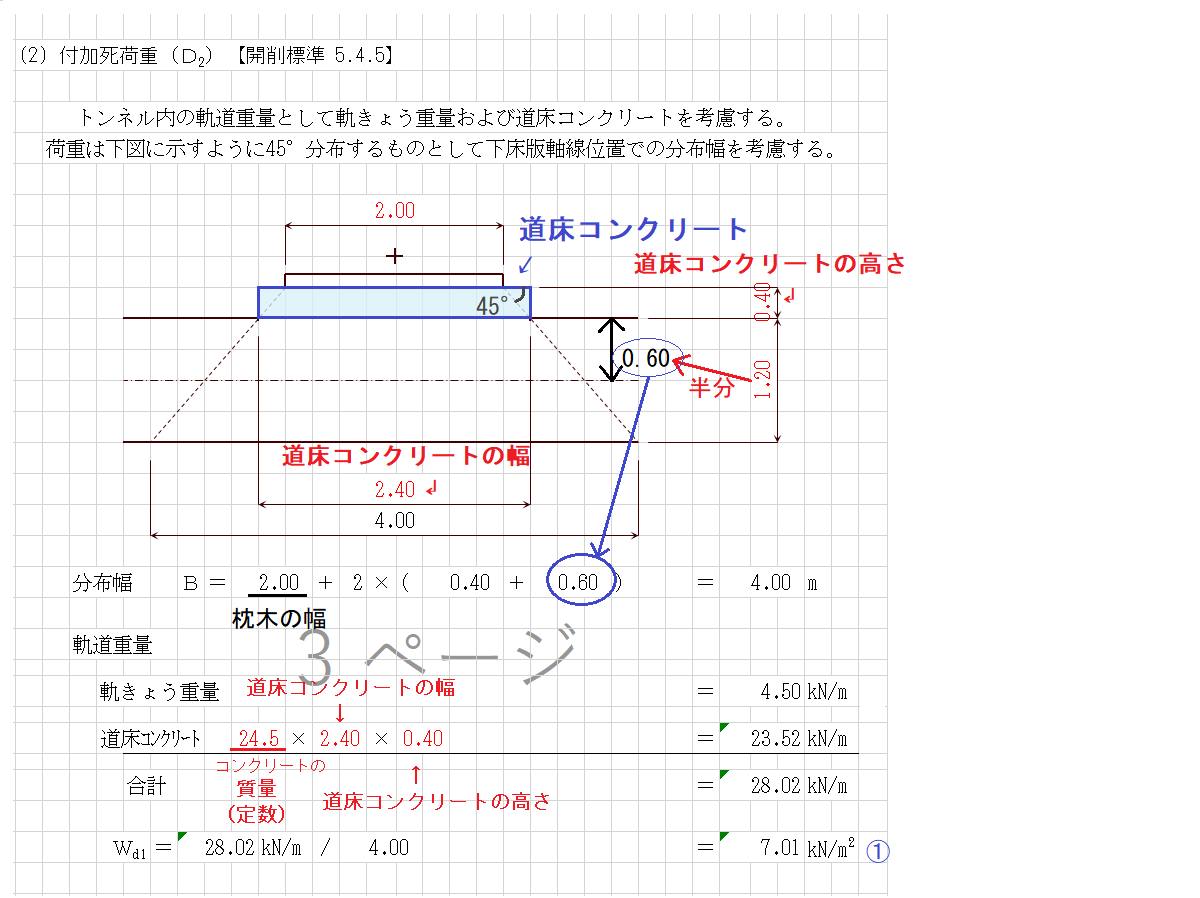 (2) 付加死荷重 (D2) 【開削標準 5.4.5】
トンネル内の軌道重量として軌きょう重量および道床コンクリートを考慮する。
荷重は下図に示すように45°分布するものとして下床版軸線位置での分布幅を考慮する。
2.00
道床コンクリート
道床コンクリートの高さ
45°
0.40
0.60
半分
1.20
道床コンクリートの幅
2.40
4.00
分布幅 B = 2.00 + 2 × ( 0.40 + 0.60 ) = 4.00 m
枕木の幅
3 ページ
軌道重量
軌きょう重量 = 4.50 kN/m
道床コンクリートの幅
↓
道床コンクリート 24.5 × 2.40 × 0.40 = 23.52 kN/m
コンクリートの
質量
(定数)
↑
道床コンクリートの高さ
合計 = 28.02 kN/m
Wd1 = 28.02 kN/m / 4.00 = 7.01 kN/m² ①